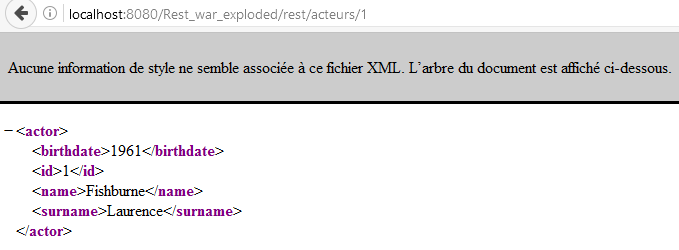 localhost:8080/Rest_war_exploded/rest/acteurs/1
Aucune information de style ne semble associée à ce fichier XML. L'arbre du document est affiché ci-dessous.
−<actor>
<birthdate>1961</birthdate>
<id>1</id>
<name>Fishburne</name>
<surname>Laurence</surname>
</actor>